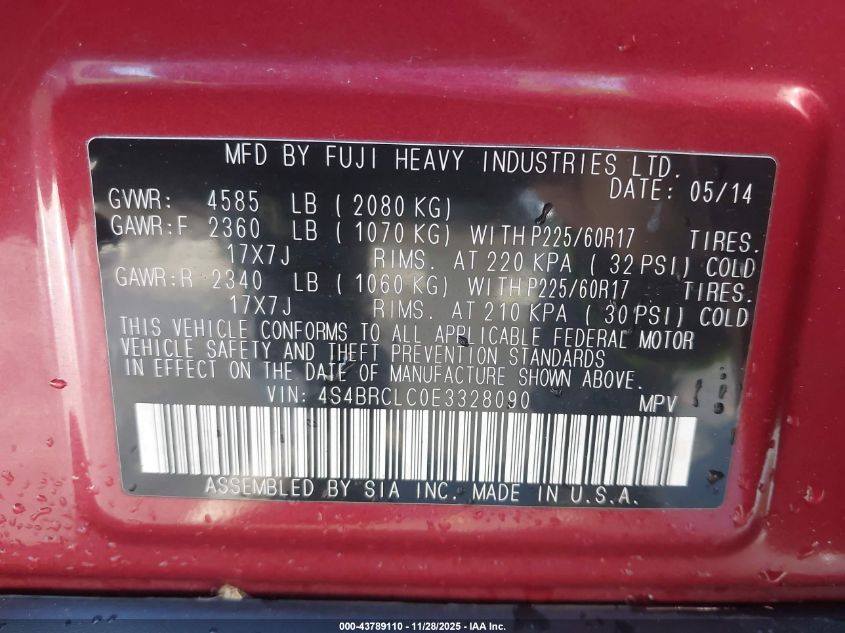 MFD BY FUJI HEAVY INDUSTRIES LTD.
DATE: 05/14
GVWR: 4585 LB ( 2080 KG)
GAWR:F 2360 LB ( 1070 KG) WITH P225/60R17 TIRES.
17X7J RIMS. AT 220 KPA ( 32 PSI) COLD
GAWR:R 2340 LB ( 1060 KG) WITH P225/60R17 TIRES.
17X7J RIMS. AT 210 KPA ( 30 PSI) COLD
THIS VEHICLE CONFORMS TO ALL APPLICABLE FEDERAL MOTOR
VEHICLE SAFETY AND THEFT PREVENTION STANDARDS
IN EFFECT ON THE DATE OF MANUFACTURE SHOWN ABOVE.
VIN: 4S4BRCLC0E3328090 MPV
ASSEMBLED BY SIA INC. MADE IN U.S.A.
000-43789110 - 11/28/2025 - IAA Inc.